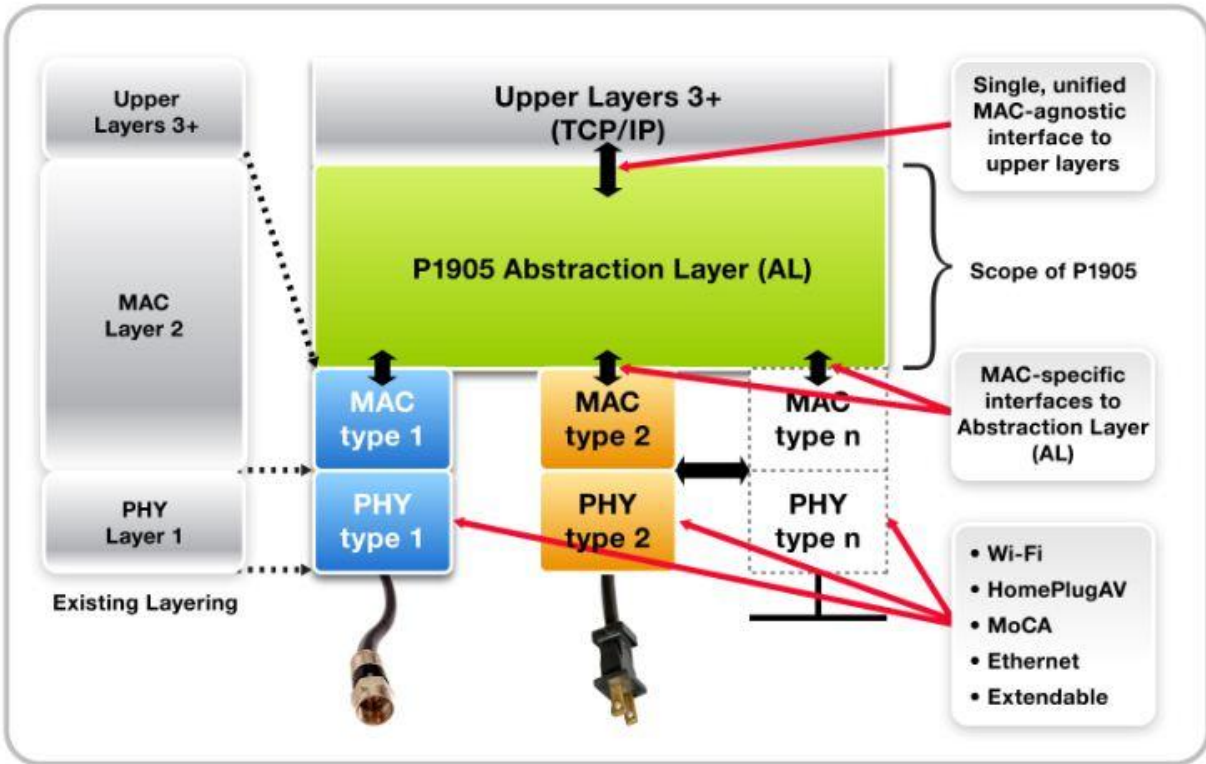 Upper
Layers 3+
MAC
Layer 2
PHY
Layer 1
Existing Layering
Upper Layers 3+
(TCP/IP)
P1905 Abstraction Layer (AL)
MAC
type 1
PHY
type 1
MAC
type 2
PHY
type 2
MAC
type n
PHY
type n
Single, unified
MAC-agnostic
interface to
upper layers
Scope of P1905
MAC-specific
interfaces to
Abstraction Layer
(AL)
• Wi-Fi
• HomePlugAV
• MoCA
• Ethernet
• Extendable